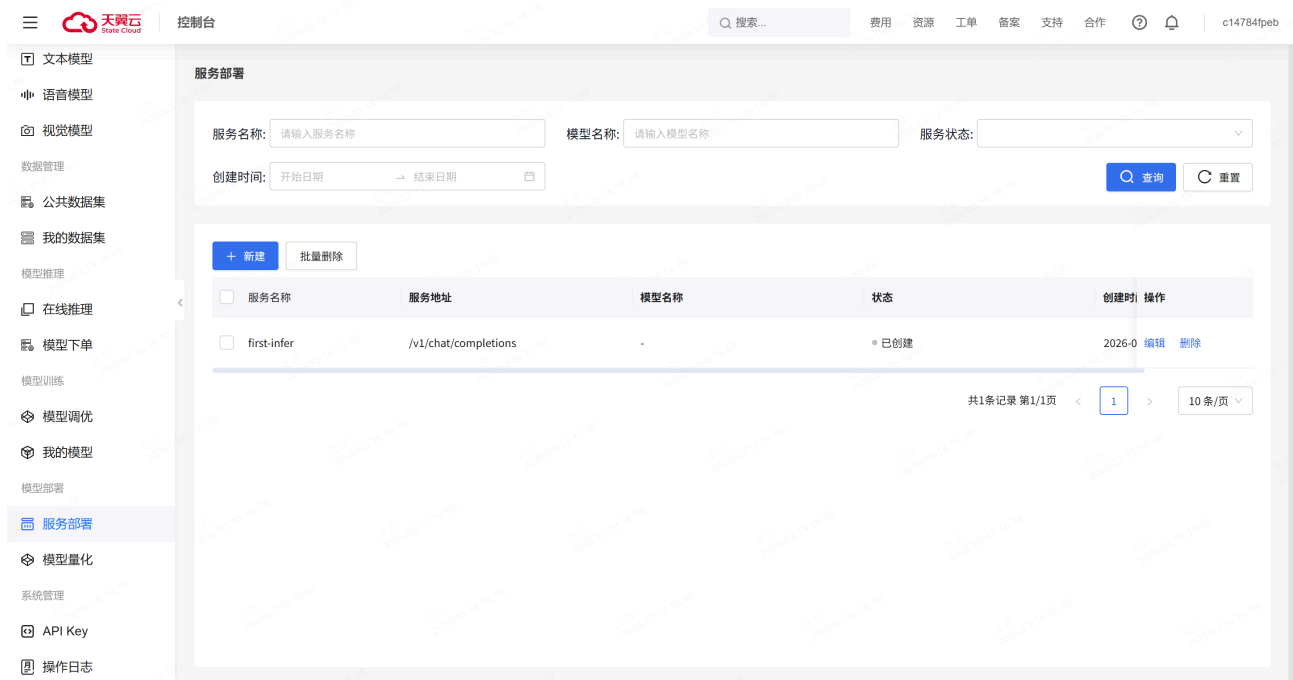 天翼云
State Cloud
控制台
搜索...
费用
资源
工单
备案
支持
合作
c14784fpeb
文本模型
语音模型
视觉模型
数据管理
公共数据集
我的数据集
模型推理
在线推理
模型下单
模型训练
模型调优
我的模型
模型部署
服务部署
模型量化
系统管理
API Key
操作日志
服务部署
服务名称: 请输入服务名称
模型名称: 请输入模型名称
服务状态:
创建时间: 开始日期 → 结束日期
查询
重置
+ 新建
批量删除
服务名称 服务地址 模型名称 状态 创建时 操作
first-infer /v1/chat/completions - 已创建 2026-0 编辑 删除
共1条记录 第1/1页 < 1 > 10 条/页